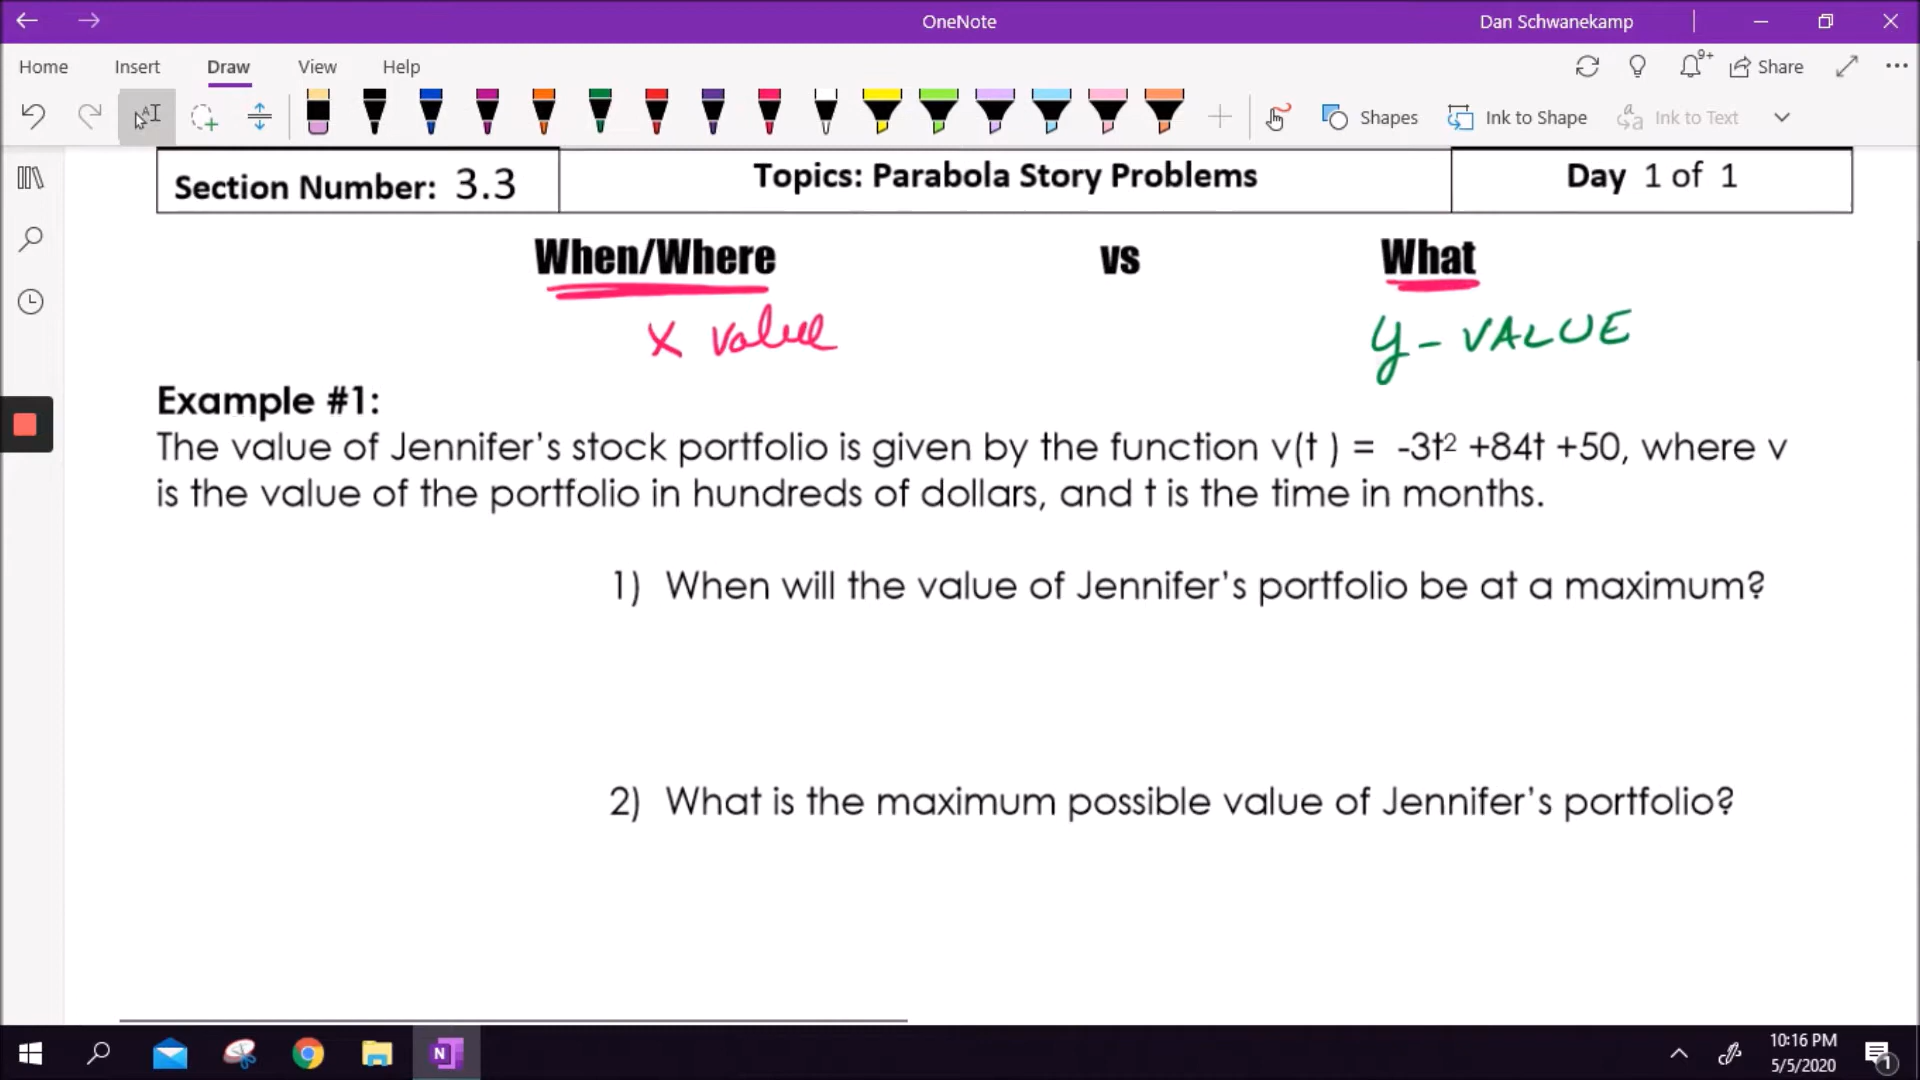 OneNote
Dan Schwanekamp
Home Insert Draw View Help
9+
Share
Shapes
Ink to Shape
Ink to Text
Section Number: 3.3
Topics: Parabola Story Problems
Day 1 of 1
When/Where vs What
x value
y - VALUE
Example #1:
The value of Jennifer's stock portfolio is given by the function v(t ) = -3t² +84t +50, where v
is the value of the portfolio in hundreds of dollars, and t is the time in months.
1) When will the value of Jennifer's portfolio be at a maximum?
2) What is the maximum possible value of Jennifer's portfolio?
N
10:16 PM
5/5/2020
1